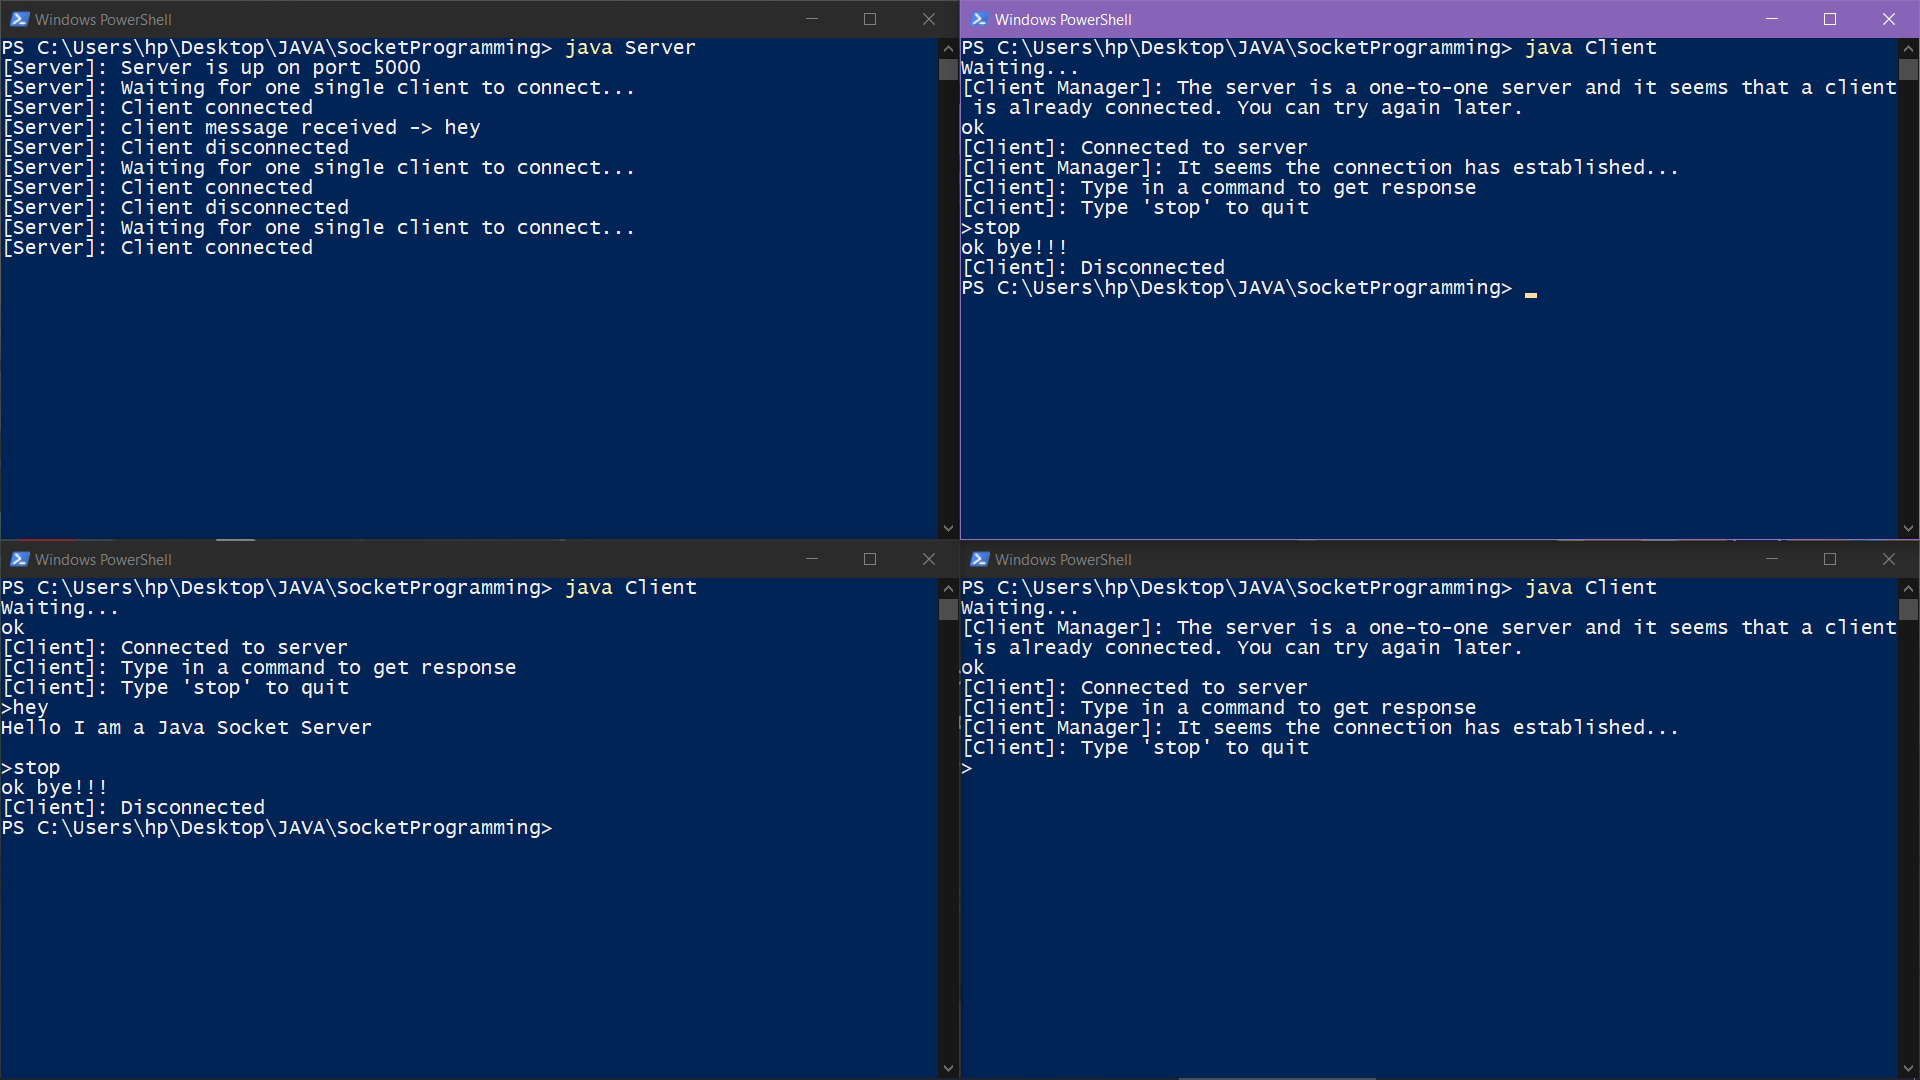 Windows PowerShell
PS C:\Users\hp\Desktop\JAVA\SocketProgramming> java Server
[Server]: Server is up on port 5000
[Server]: Waiting for one single client to connect...
[Server]: Client connected
[Server]: client message received -> hey
[Server]: Client disconnected
[Server]: Waiting for one single client to connect...
[Server]: Client connected
[Server]: Client disconnected
[Server]: Waiting for one single client to connect...
[Server]: Client connected
Windows PowerShell
PS C:\Users\hp\Desktop\JAVA\SocketProgramming> java Client
Waiting...
[Client Manager]: The server is a one-to-one server and it seems that a client
is already connected. You can try again later.
ok
[Client]: Connected to server
[Client Manager]: It seems the connection has established...
[Client]: Type in a command to get response
[Client]: Type 'stop' to quit
>stop
ok bye!!!
[Client]: Disconnected
PS C:\Users\hp\Desktop\JAVA\SocketProgramming>
Windows PowerShell
PS C:\Users\hp\Desktop\JAVA\SocketProgramming> java Client
Waiting...
ok
[Client]: Connected to server
[Client]: Type in a command to get response
[Client]: Type 'stop' to quit
>hey
Hello I am a Java Socket Server
>stop
ok bye!!!
[Client]: Disconnected
PS C:\Users\hp\Desktop\JAVA\SocketProgramming>
Windows PowerShell
PS C:\Users\hp\Desktop\JAVA\SocketProgramming> java Client
Waiting...
[Client Manager]: The server is a one-to-one server and it seems that a client
is already connected. You can try again later.
ok
[Client]: Connected to server
[Client]: Type in a command to get response
[Client Manager]: It seems the connection has established...
[Client]: Type 'stop' to quit
>